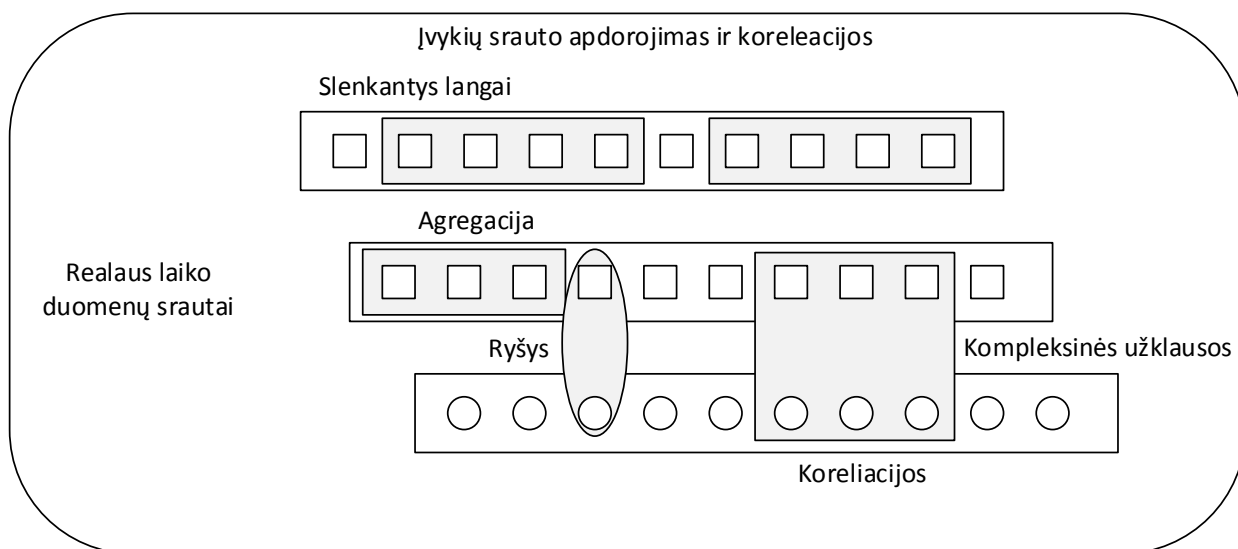 Įvykių srauto apdorojimas ir koreleacijos
Slenkantys langai
Agregacija
Realaus laiko
duomenų srautai
Ryšys
Kompleksinės užklausos
Koreliacijos